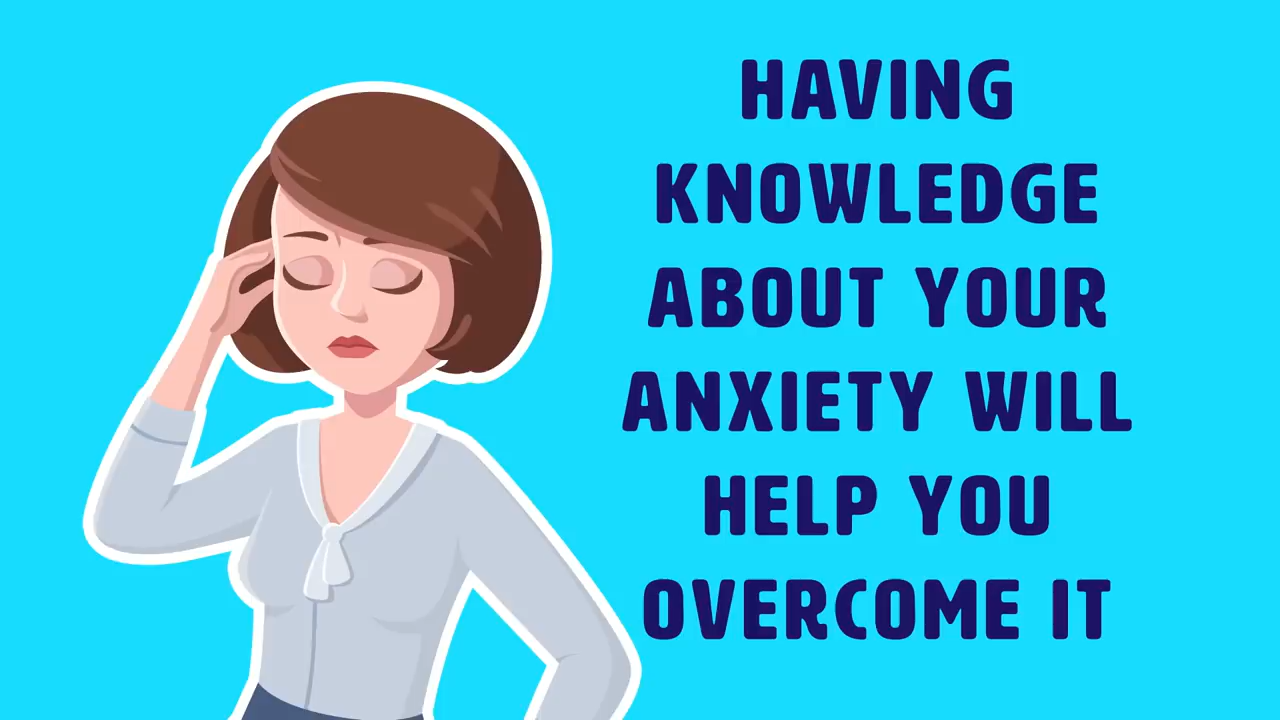 HAVING
KNOWLEDGE
ABOUT YOUR
ANXIETY WILL
HELP YOU
OVERCOME IT